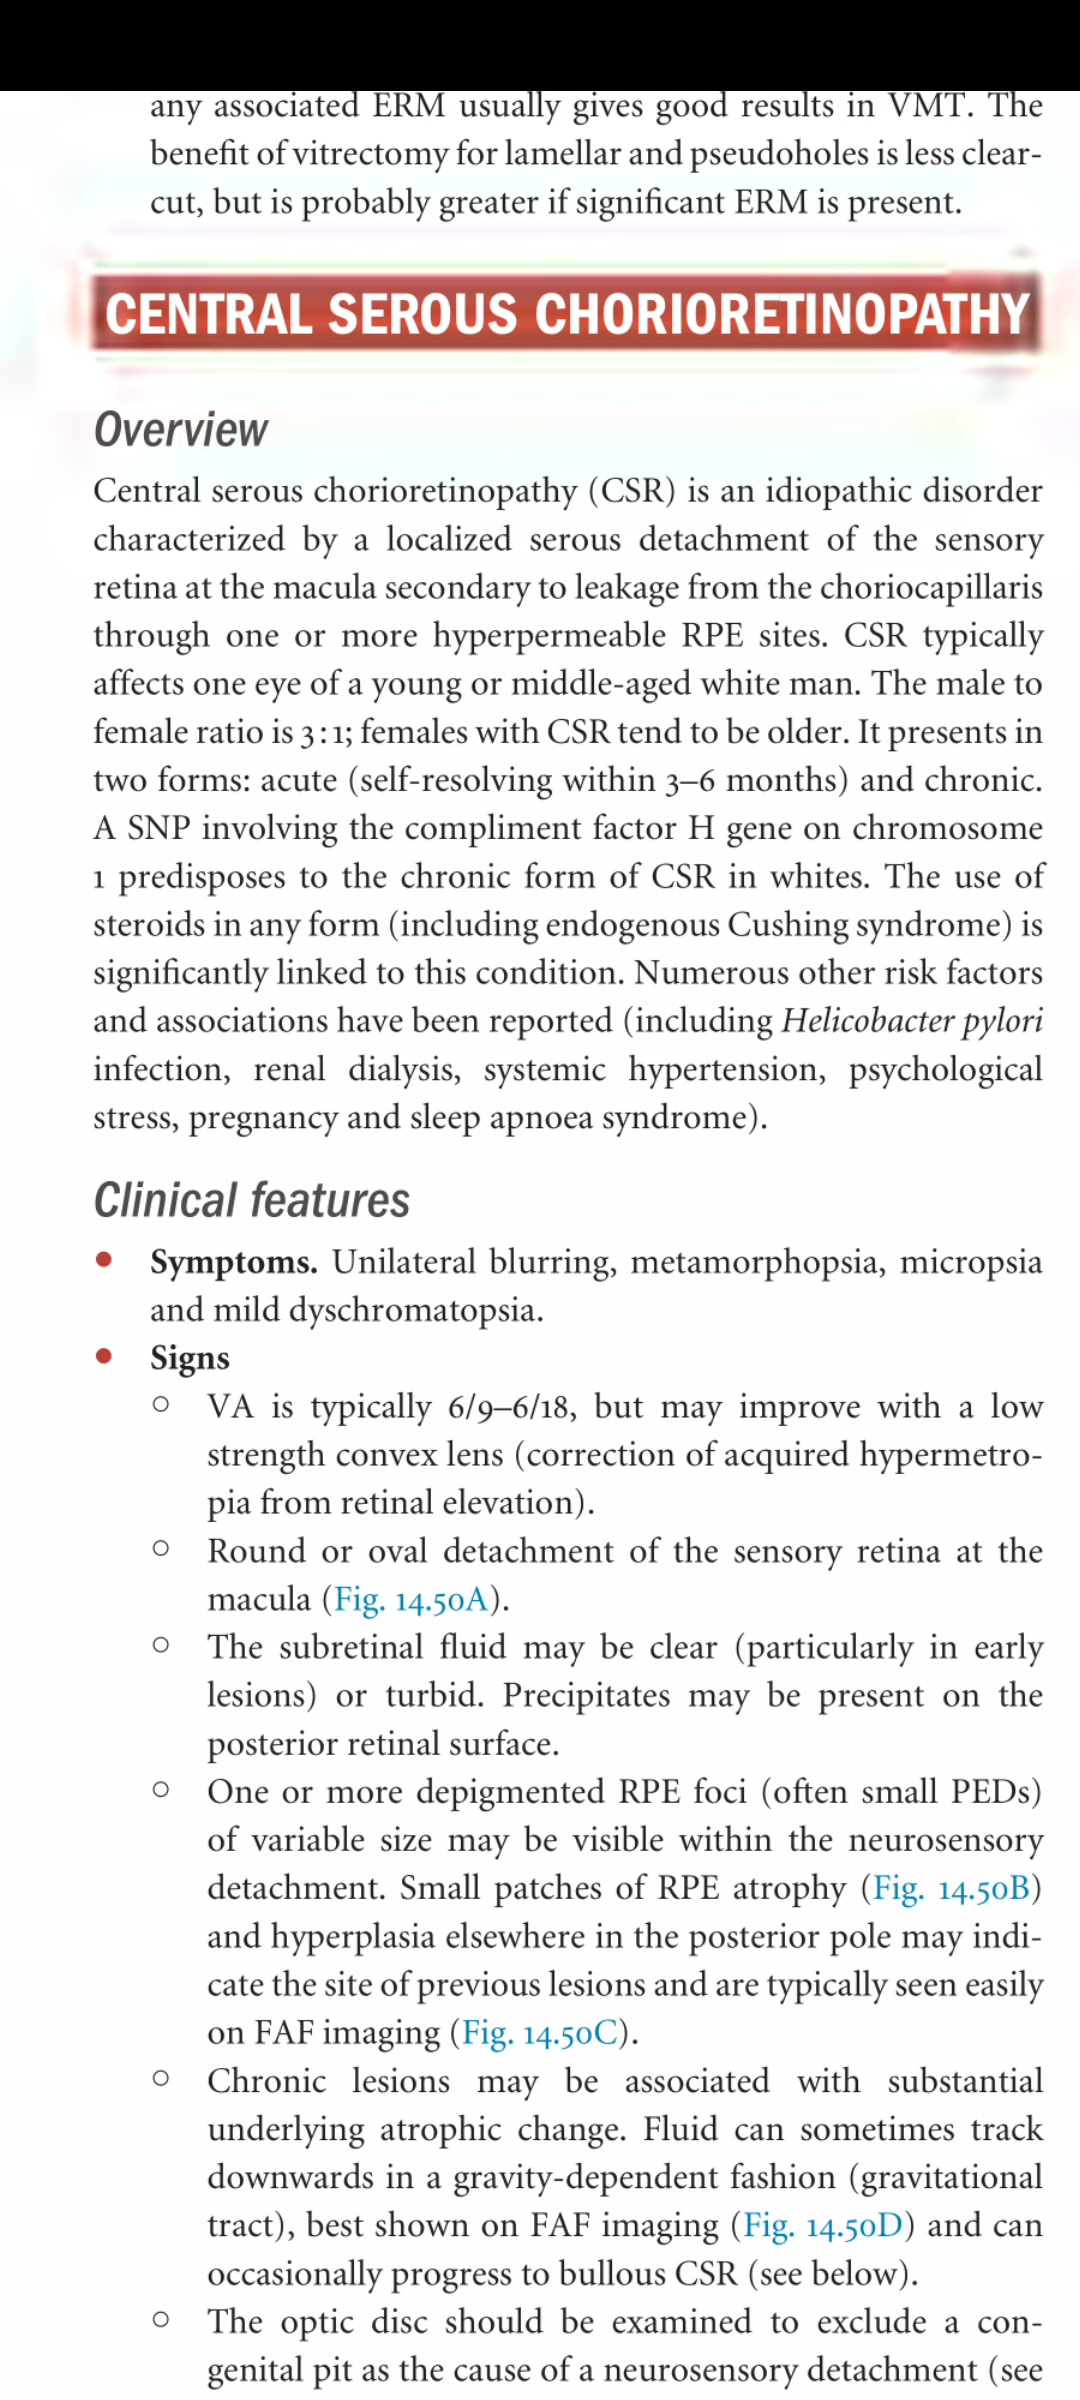 any associated ERM usually gives good results in VMT. The
benefit of vitrectomy for lamellar and pseudoholes is less clear-
cut, but is probably greater if significant ERM is present.
CENTRAL SEROUS CHORIORETINOPATHY
Overview
Central serous chorioretinopathy (CSR) is an idiopathic disorder
characterized by a localized serous detachment of the sensory
retina at the macula secondary to leakage from the choriocapillaris
through one or more hyperpermeable RPE sites. CSR typically
affects one eye of a young or middle-aged white man. The male to
female ratio is 3 : 1; females with CSR tend to be older. It presents in
two forms: acute (self-resolving within 3–6 months) and chronic.
A SNP involving the compliment factor H gene on chromosome
1 predisposes to the chronic form of CSR in whites. The use of
steroids in any form (including endogenous Cushing syndrome) is
significantly linked to this condition. Numerous other risk factors
and associations have been reported (including Helicobacter pylori
infection, renal dialysis, systemic hypertension, psychological
stress, pregnancy and sleep apnoea syndrome).
Clinical features
• Symptoms. Unilateral blurring, metamorphopsia, micropsia
and mild dyschromatopsia.
• Signs
○ VA is typically 6/9–6/18, but may improve with a low
strength convex lens (correction of acquired hypermetro-
pia from retinal elevation).
○ Round or oval detachment of the sensory retina at the
macula (Fig. 14.50A).
○ The subretinal fluid may be clear (particularly in early
lesions) or turbid. Precipitates may be present on the
posterior retinal surface.
○ One or more depigmented RPE foci (often small PEDs)
of variable size may be visible within the neurosensory
detachment. Small patches of RPE atrophy (Fig. 14.50B)
and hyperplasia elsewhere in the posterior pole may indi-
cate the site of previous lesions and are typically seen easily
on FAF imaging (Fig. 14.50C).
○ Chronic lesions may be associated with substantial
underlying atrophic change. Fluid can sometimes track
downwards in a gravity-dependent fashion (gravitational
tract), best shown on FAF imaging (Fig. 14.50D) and can
occasionally progress to bullous CSR (see below).
○ The optic disc should be examined to exclude a con-
genital pit as the cause of a neurosensory detachment (see